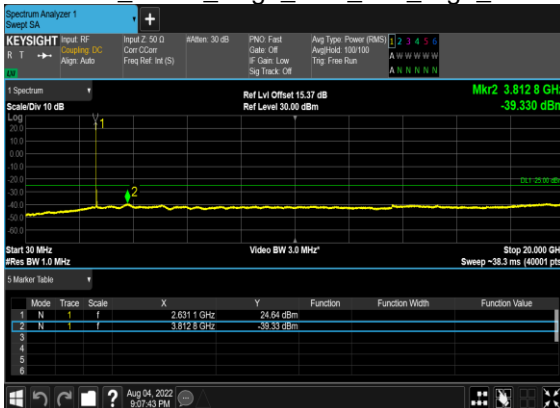 Spectrum Analyzer 1
Swept SA
+
KEYSIGHT Input: RF Input Z: 50 Ω #Atten: 30 dB PNO: Fast Avg Type: Power (RMS) 1 2 3 4 5 6
R T Coupling: DC Corr CCorr Gate: Off Avg|Hold: 100/100 A W W W W W
Align: Auto Freq Ref: Int (S) IF Gain: Low Trig: Free Run
LXI Sig Track: Off A N N N N N
1 Spectrum Ref Lvl Offset 15.37 dB Mkr2 3.812 8 GHz
Scale/Div 10 dB Ref Level 30.00 dBm -39.330 dBm
Log
20.0
10.0
0.00
-10.0
-20.0
-30.0
-40.0
-50.0
-60.0
1
2
DL1 -25.00 dBm
Start 30 MHz Video BW 3.0 MHz* Stop 20.000 GHz
#Res BW 1.0 MHz Sweep ~38.3 ms (40001 pts)
5 Marker Table
Mode Trace Scale X Y Function Function Width Function Value
1 N 1 f 2.631 1 GHz 24.64 dBm
2 N 1 f 3.812 8 GHz -39.33 dBm
3
4
5
6
? Aug 04, 2022
9:07:43 PM